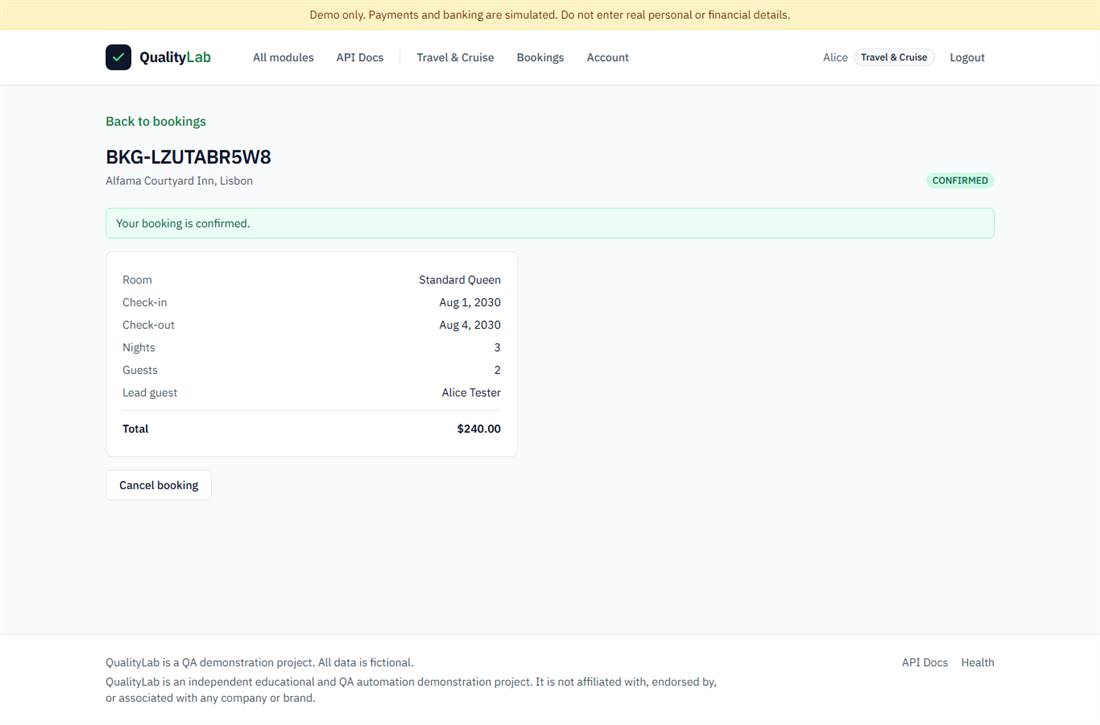 Demo only. Payments and banking are simulated. Do not enter real personal or financial details.
QualityLab All modules API Docs Travel & Cruise Bookings Account Alice Travel & Cruise Logout
Back to bookings
BKG-LZUTABR5W8
Alfama Courtyard Inn, Lisbon CONFIRMED
Your booking is confirmed.
Room Standard Queen
Check-in Aug 1, 2030
Check-out Aug 4, 2030
Nights 3
Guests 2
Lead guest Alice Tester
Total $240.00
Cancel booking
QualityLab is a QA demonstration project. All data is fictional. API Docs Health
QualityLab is an independent educational and QA automation demonstration project. It is not affiliated with, endorsed by,
or associated with any company or brand.